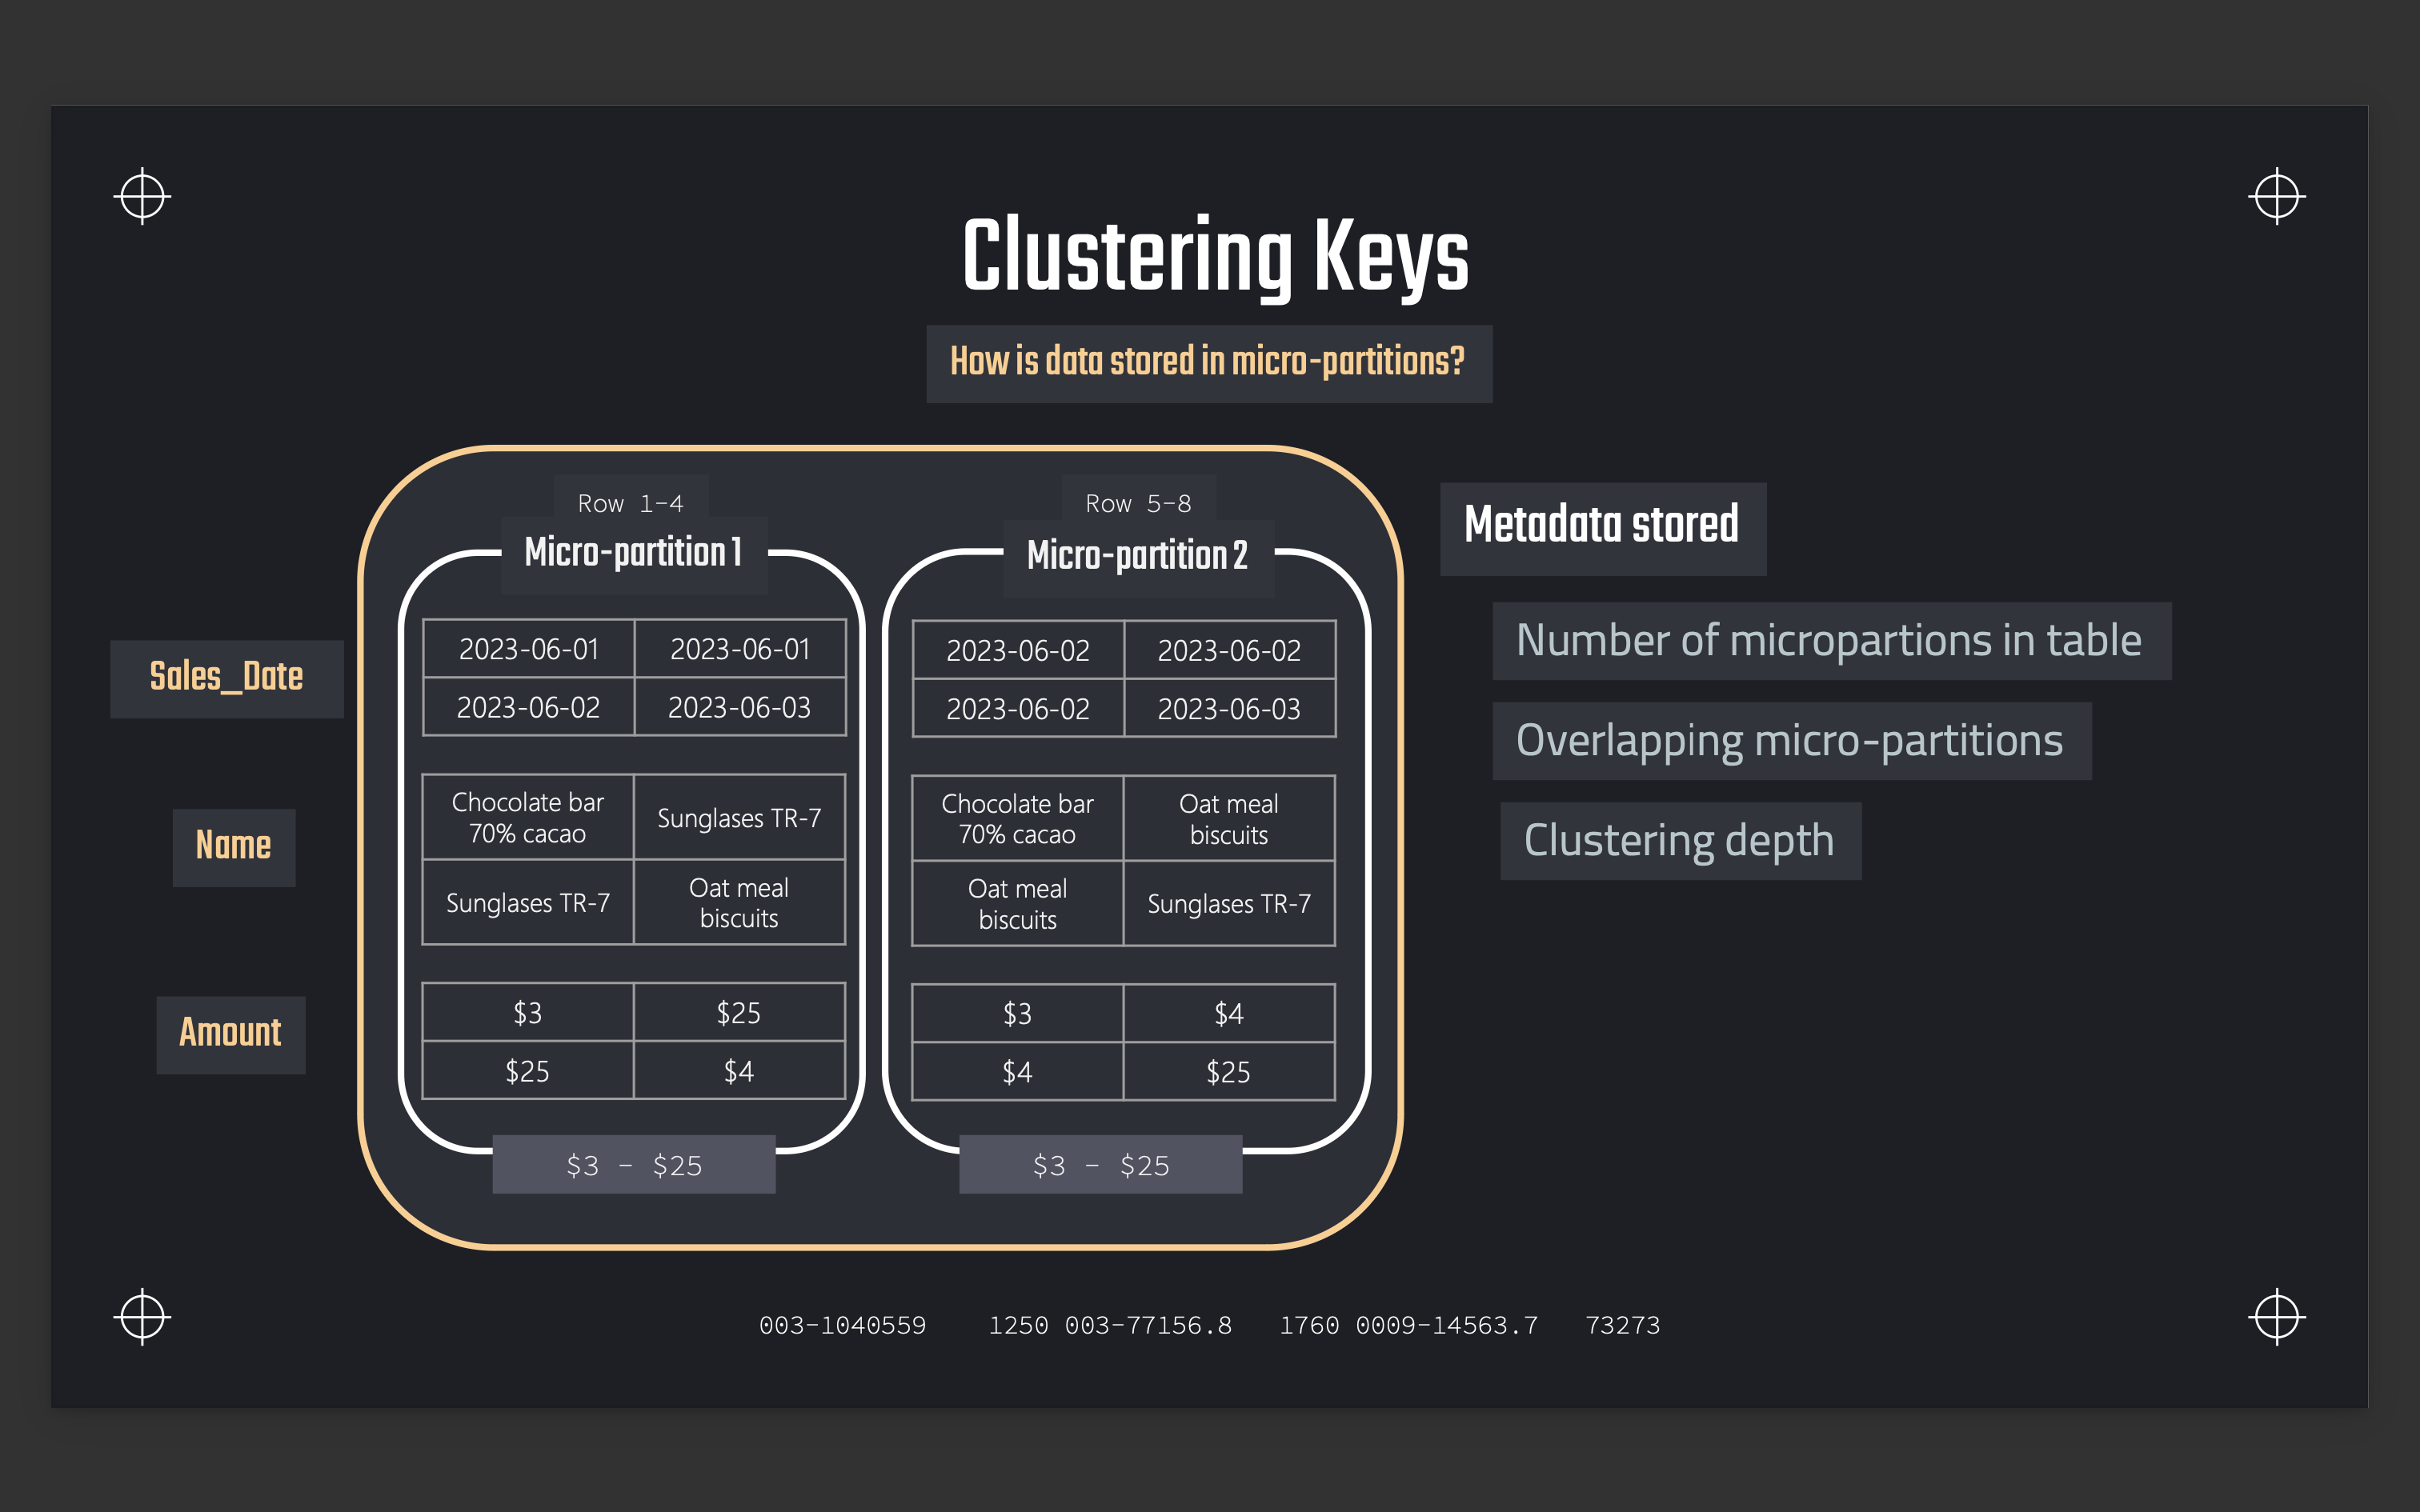 Clustering Keys
How is data stored in micro-partitions?
Row 1-4
Micro-partition 1
Row 5-8
Micro-partition 2
Sales_Date
2023-06-01 2023-06-01
2023-06-02 2023-06-03
2023-06-02 2023-06-02
2023-06-02 2023-06-03
Name
Chocolate bar
70% cacao
Sunglases TR-7
Sunglases TR-7
Oat meal
biscuits
Chocolate bar
70% cacao
Oat meal
biscuits
Oat meal
biscuits
Sunglases TR-7
Amount
$3 $25
$25 $4
$3 $4
$4 $25
$3 - $25
$3 - $25
Metadata stored
Number of micropartions in table
Overlapping micro-partitions
Clustering depth
003-1040559 1250 003-77156.8 1760 0009-14563.7 73273